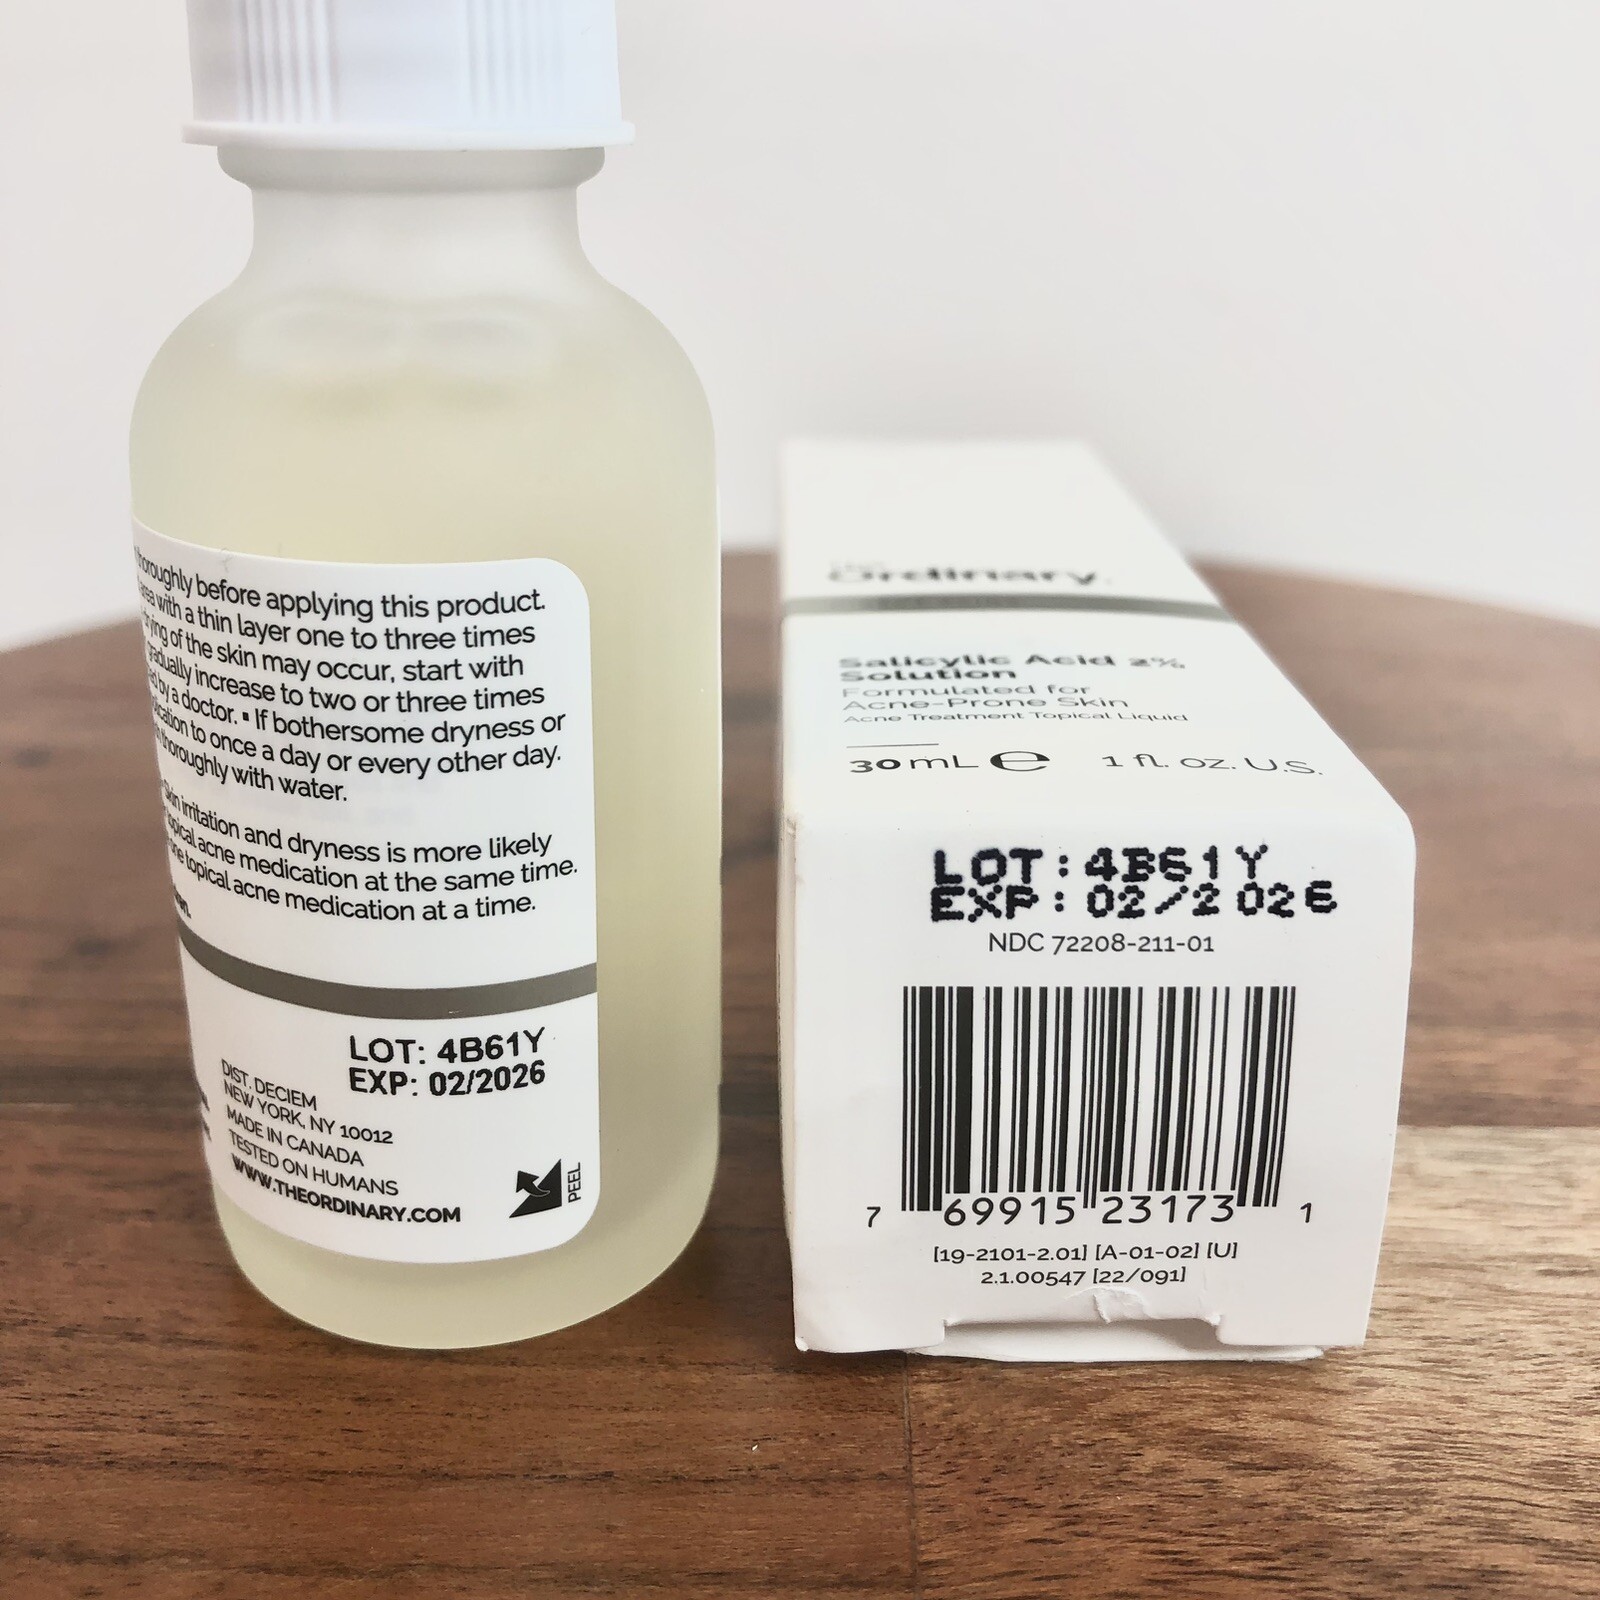 thoroughly before applying this product.
area with a thin layer one to three times
drying of the skin may occur, start with
gradually increase to two or three times
by a doctor. ▪ If bothersome dryness or
to once a day or every other day.
thoroughly with water.
Skin irritation and dryness is more likely
topical acne medication at the same time.
one topical acne medication at a time.
LOT: 4B61Y
EXP: 02/2026
DIST. DECIEM
NEW YORK, NY 10012
MADE IN CANADA
TESTED ON HUMANS
WWW.THEORDINARY.COM
PEEL
Ordinary.
Salicylic Acid 2%
Solution
Formulated for
Acne-Prone Skin
Acne Treatment Topical Liquid
30 mL e 1 fl. oz. U.S.
LOT: 4B61Y
EXP: 02/2026
NDC 72208-211-01
7 69915 23173 1
[19-2101-2.01] [A-01-02] [U]
2.1.00547 [22/091]